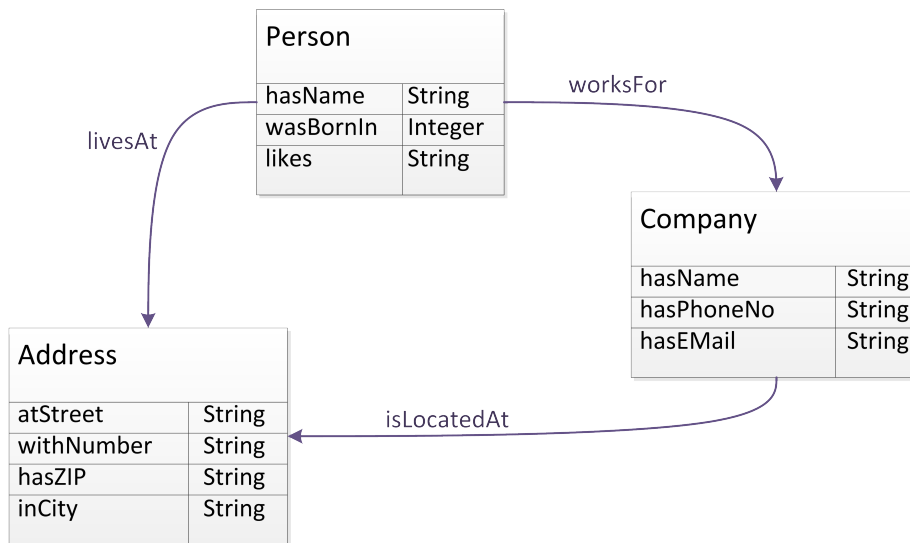 Person
hasName String
wasBornIn Integer
likes String
worksFor
livesAt
Company
hasName String
hasPhoneNo String
hasEMail String
Address
atStreet String
withNumber String
hasZIP String
inCity String
isLocatedAt